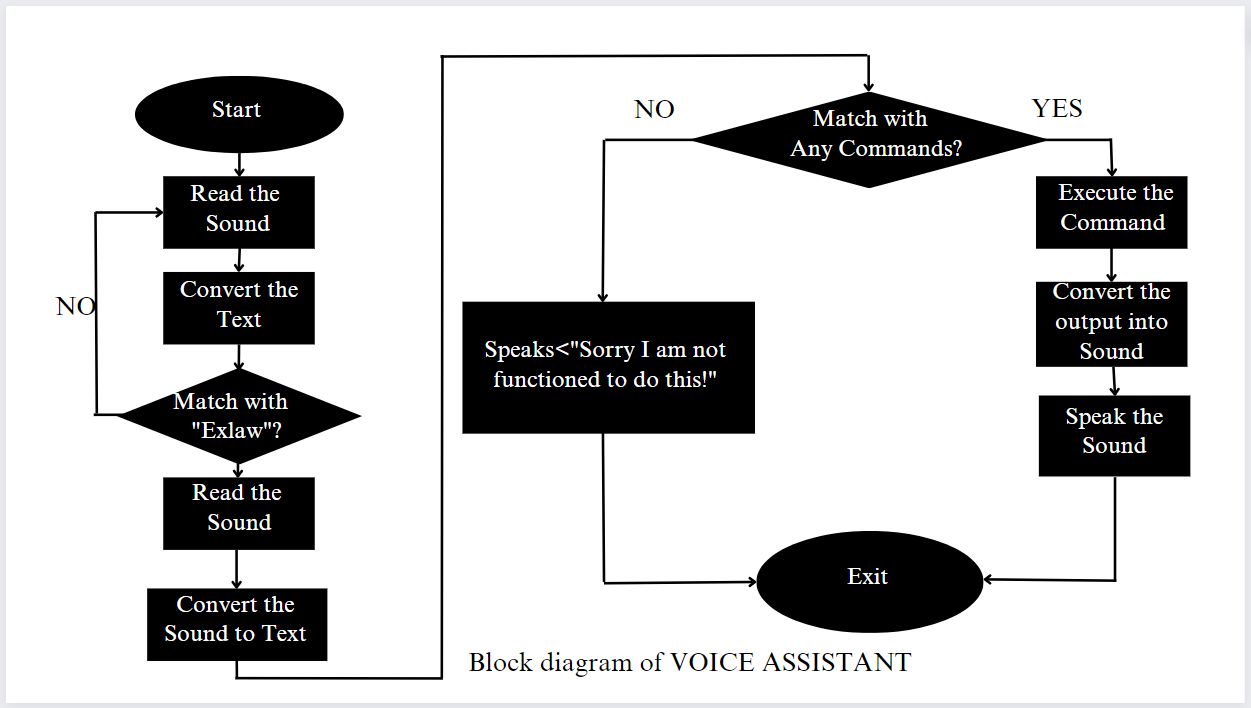 Start
Read the
Sound
Convert the
Text
NO
Match with
"Exlaw"?
Read the
Sound
Convert the
Sound to Text
NO
Match with
Any Commands?
YES
Speaks<"Sorry I am not
functioned to do this!"
Execute the
Command
Convert the
output into
Sound
Speak the
Sound
Exit
Block diagram of VOICE ASSISTANT